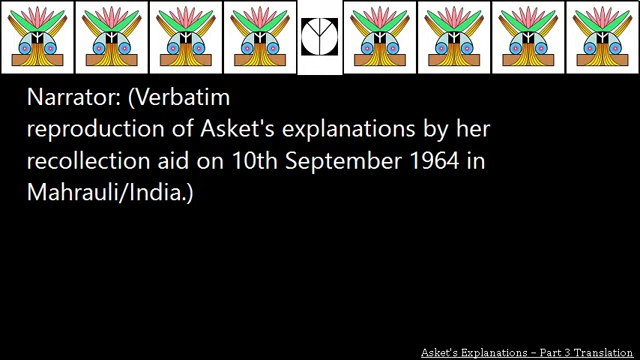 Narrator: (Verbatim
reproduction of Asket's explanations by her
recollection aid on 10th September 1964 in
Mahrauli/India.)
Asket's Explanations – Part 3 Translation